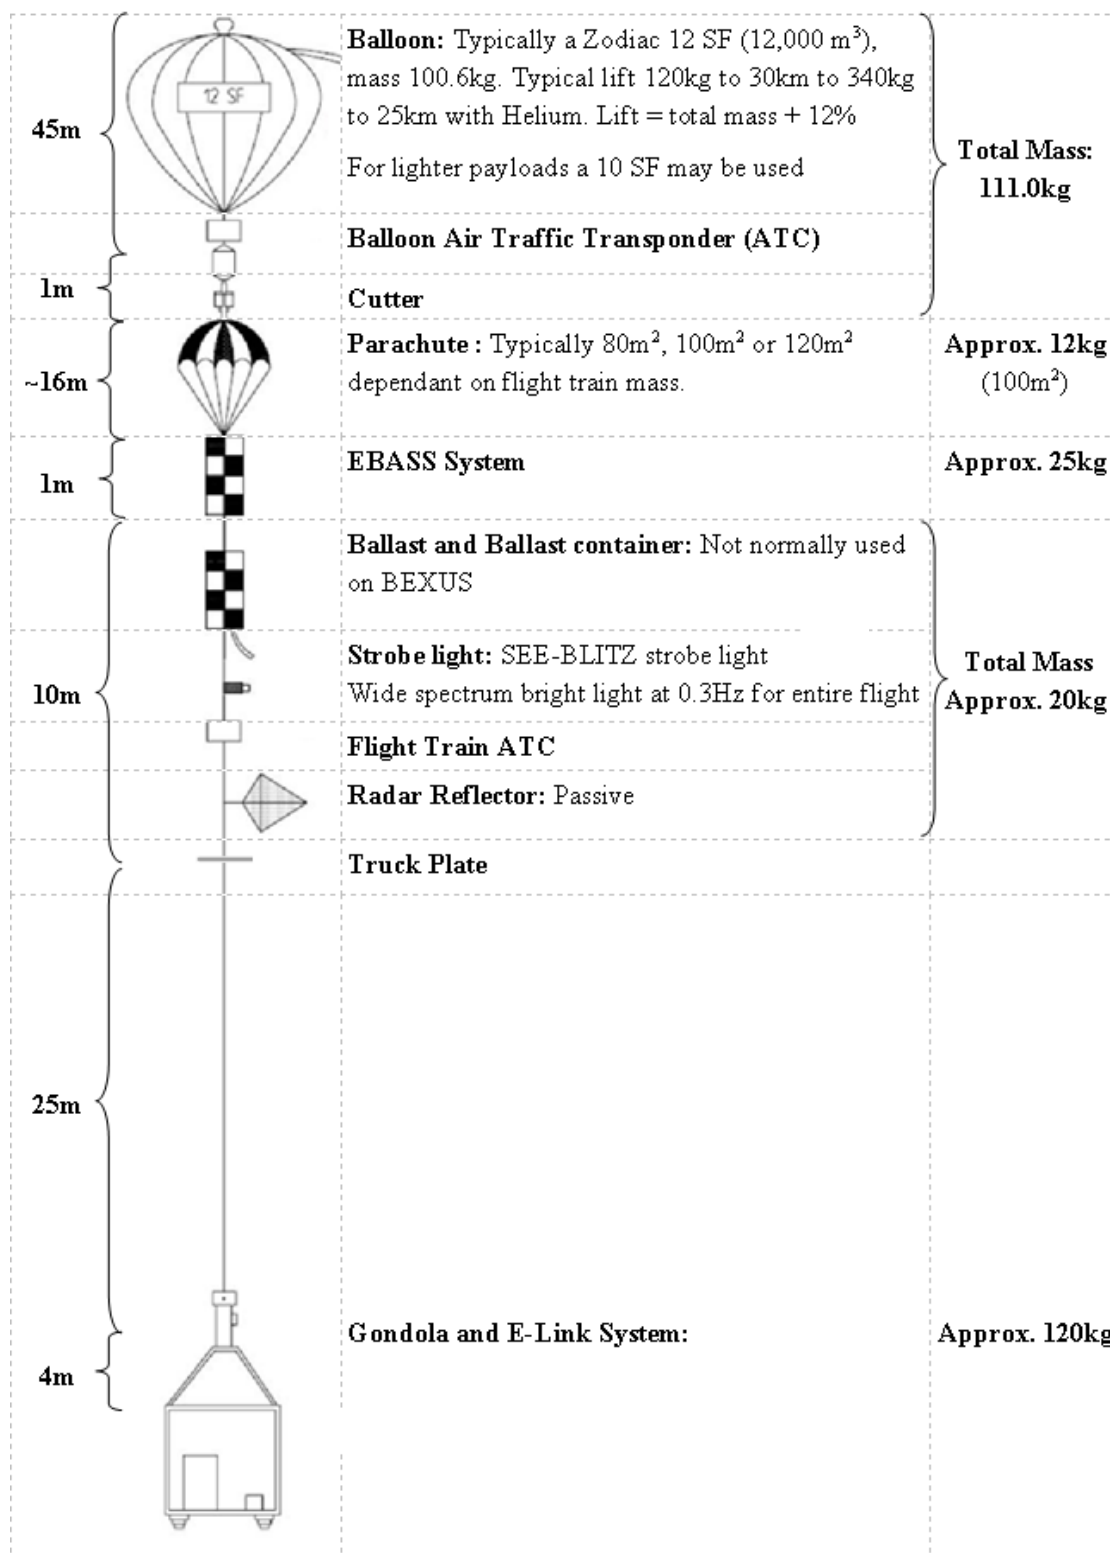 45m
12 SF
Balloon: Typically a Zodiac 12 SF (12,000 m³),
mass 100.6kg. Typical lift 120kg to 30km to 340kg
to 25km with Helium. Lift = total mass + 12%
For lighter payloads a 10 SF may be used
Total Mass:
111.0kg
Balloon Air Traffic Transponder (ATC)
1m
Cutter
~16m
Parachute : Typically 80m², 100m² or 120m²
dependant on flight train mass.
Approx. 12kg
(100m²)
1m
EBASS System
Approx. 25kg
10m
Ballast and Ballast container: Not normally used
on BEXUS
Strobe light: SEE-BLITZ strobe light
Wide spectrum bright light at 0.3Hz for entire flight
Total Mass
Approx. 20kg
Flight Train ATC
Radar Reflector: Passive
Truck Plate
25m
Gondola and E-Link System:
Approx. 120kg
4m